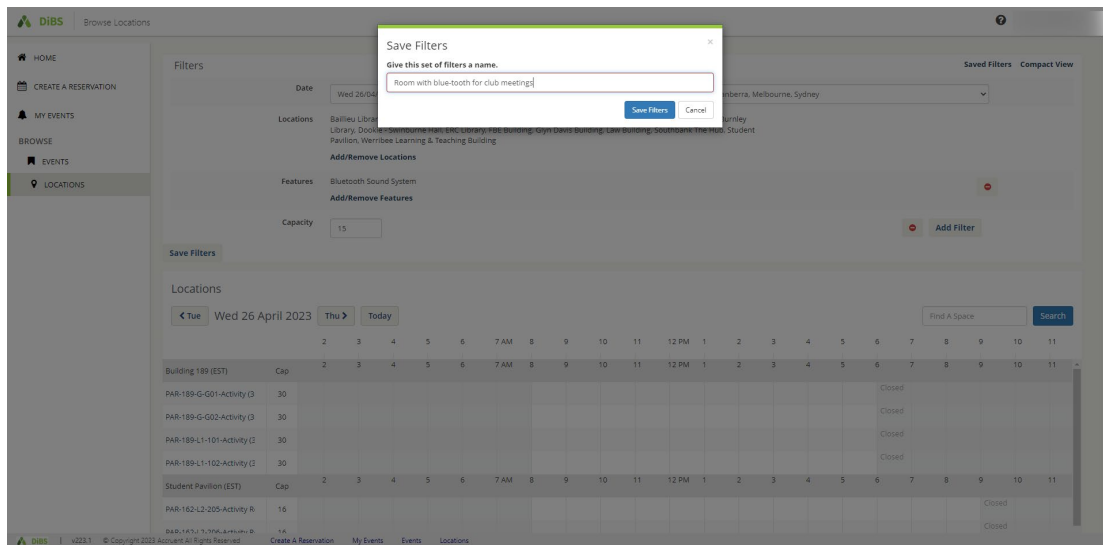 DiBS Browse Locations
Save Filters ×
Give this set of filters a name.
Room with blue-tooth for club meetings
Save Filters Cancel
HOME
CREATE A RESERVATION
MY EVENTS
BROWSE
EVENTS
LOCATIONS
Filters Saved Filters Compact View
Date Wed 26/04/ anberra, Melbourne, Sydney
Locations Baillieu Librar urnley
Library, Dookie - Swinburne Hall, ERC Library, FBE Building, Glyn Davis Building, Law Building, Southbank The Hub, Student
Pavilion, Werribee Learning & Teaching Building
Add/Remove Locations
Features Bluetooth Sound System
Add/Remove Features
Capacity 15 Add Filter
Save Filters
Locations
Tue Wed 26 April 2023 Thu Today Find A Space Search
2 3 4 5 6 7 AM 8 9 10 11 12 PM 1 2 3 4 5 6 7 8 9 10 11
Building 189 (EST) Cap 2 3 4 5 6 7 AM 8 9 10 11 12 PM 1 2 3 4 5 6 7 8 9 10 11
PAR-189-G-G01-Activity (3 30 Closed
PAR-189-G-G02-Activity (3 30 Closed
PAR-189-L1-101-Activity (3 30 Closed
PAR-189-L1-102-Activity (3 30 Closed
Student Pavilion (EST) Cap 2 3 4 5 6 7 AM 8 9 10 11 12 PM 1 2 3 4 5 6 7 8 9 10 11
PAR-162-L2-205-Activity R 16 Closed
PAR-162-L2-206-Activity R 16 Closed
DiBS v223.1 © Copyright 2023 Accruent All Rights Reserved Create A Reservation My Events Events Locations